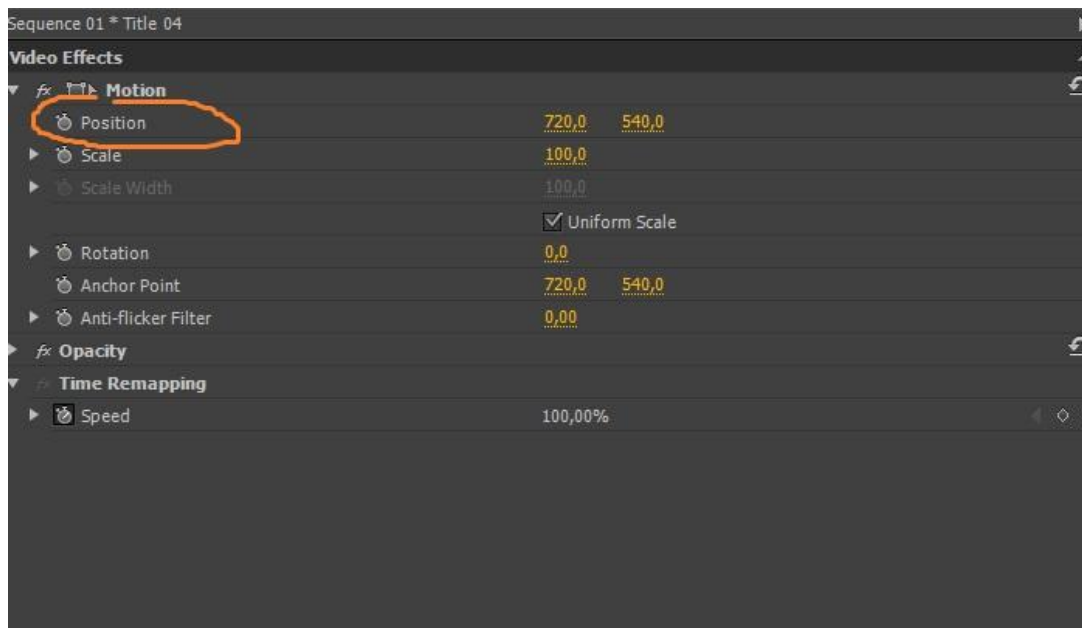 Sequence 01 * Title 04
Video Effects
fx Motion
Position 720,0 540,0
Scale 100,0
Scale Width 100,0
Uniform Scale
Rotation 0,0
Anchor Point 720,0 540,0
Anti-flicker Filter 0,00
fx Opacity
fx Time Remapping
Speed 100,00%